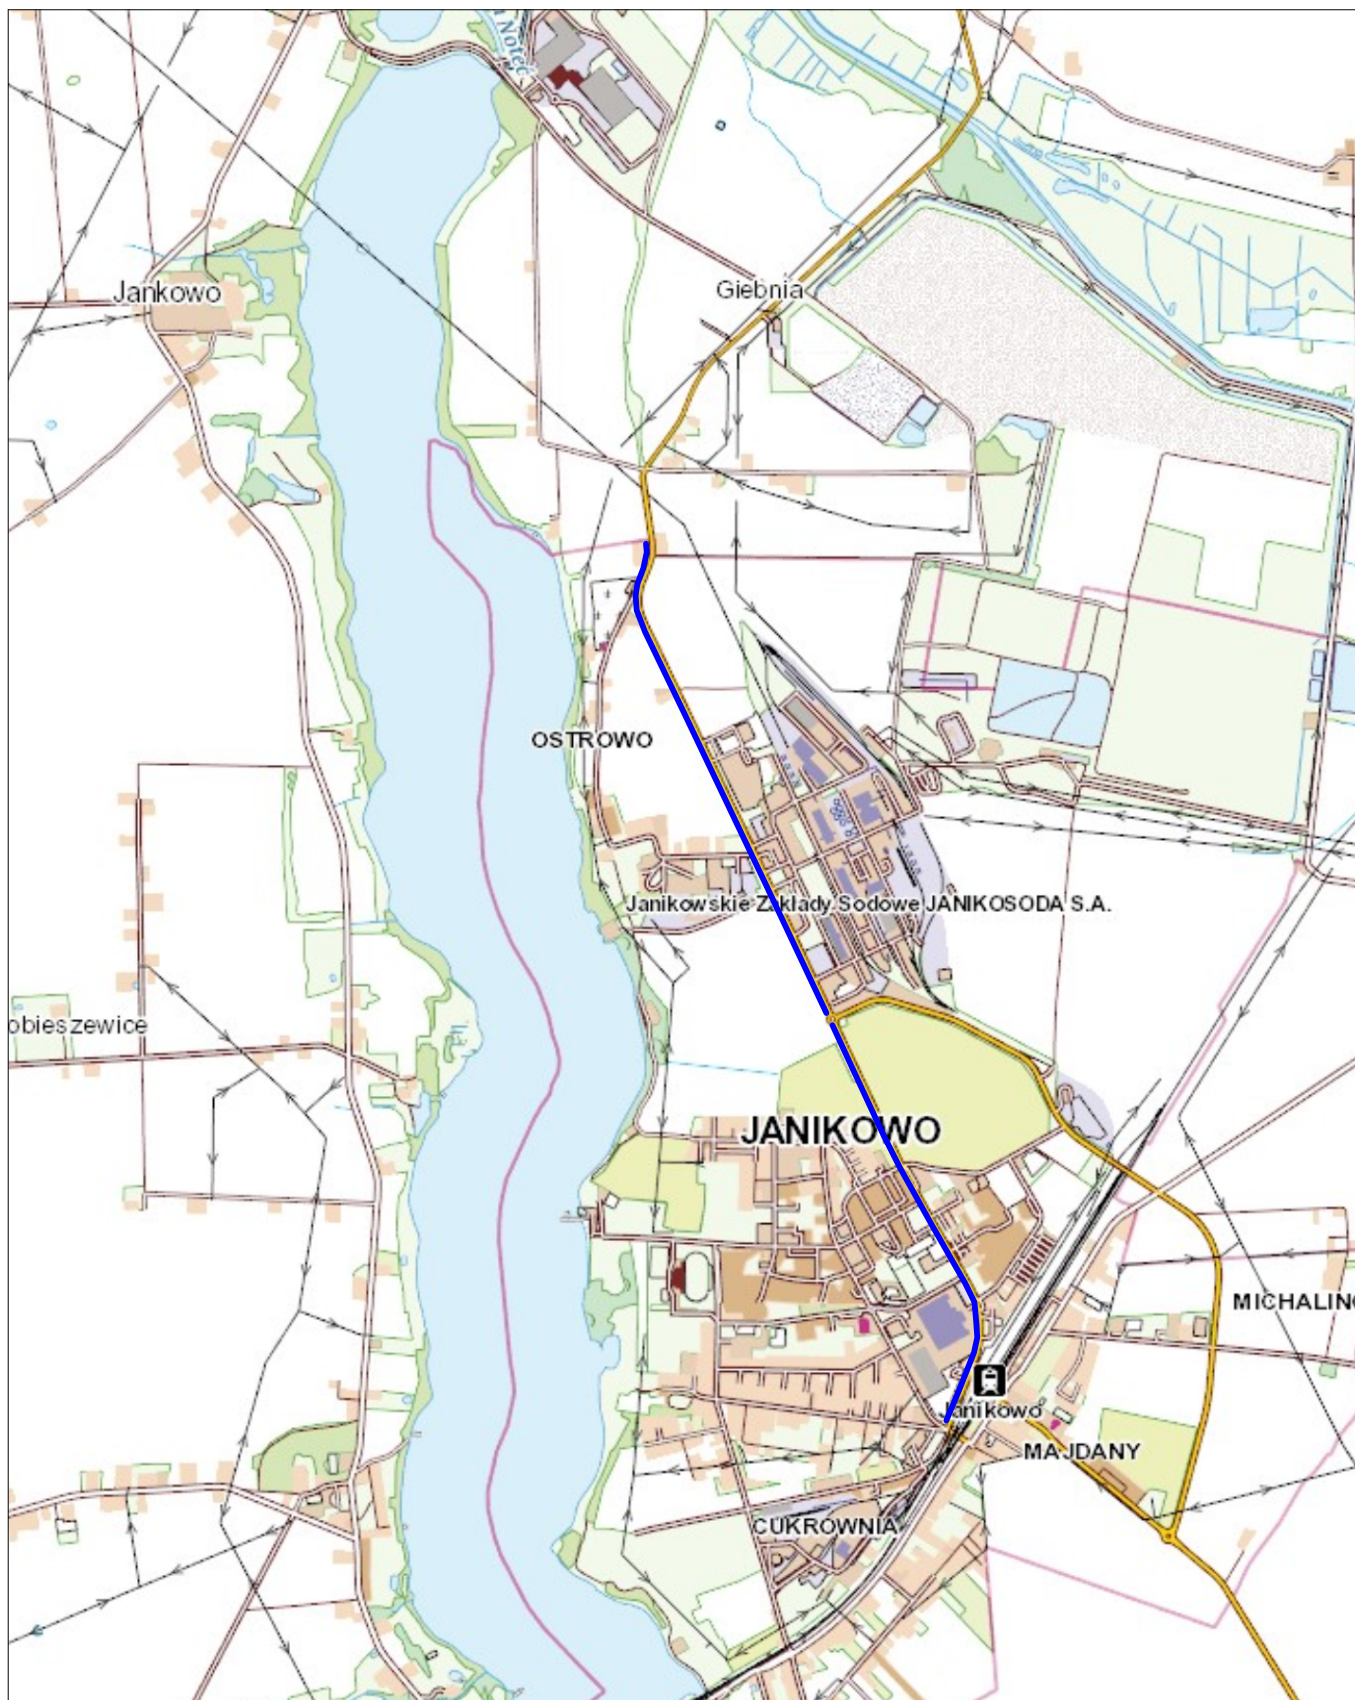 Noteć
Jankowo
Giebnia
OSTROWO
Janikowskie Zakłady Sodowe JANIKOSODA S.A.
obieszewice
JANIKOWO
MICHALIN
Janikowo
MAJDANY
CUKROWNIA